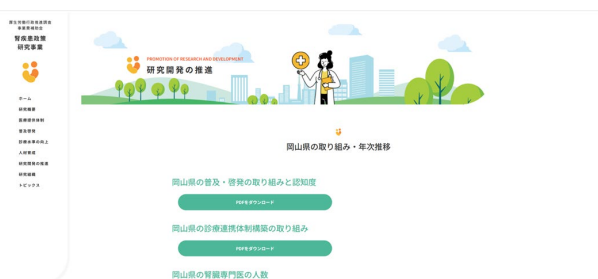 厚生労働行政推進調査
事業費補助金
腎疾患政策
研究事業
ホーム
研究概要
医療提供体制
普及啓発
診療水準の向上
人材育成
研究開発の推進
研究組織
トピックス
PROMOTION OF RESEARCH AND DEVELOPMENT
研究開発の推進
岡山県の取り組み・年次推移
岡山県の普及・啓発の取り組みと認知度
PDFをダウンロード
岡山県の診療連携体制構築の取り組み
PDFをダウンロード
岡山県の腎臓専門医の人数